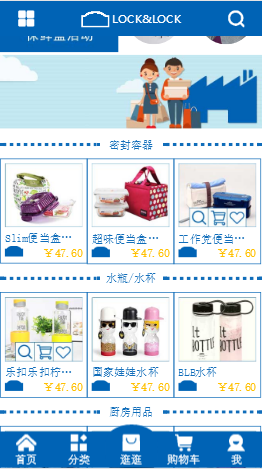 LOCK&LOCK
保鲜盒活动
密封容器
Slim便当盒…
超味便当盒…
工作党便当…
￥47.60
￥47.60
￥47.60
水瓶/水杯
乐扣乐扣柠…
国家娃娃水杯
BLB水杯
￥47.60
￥47.60
￥47.60
厨房用品
首页
分类
逛逛
购物车
我